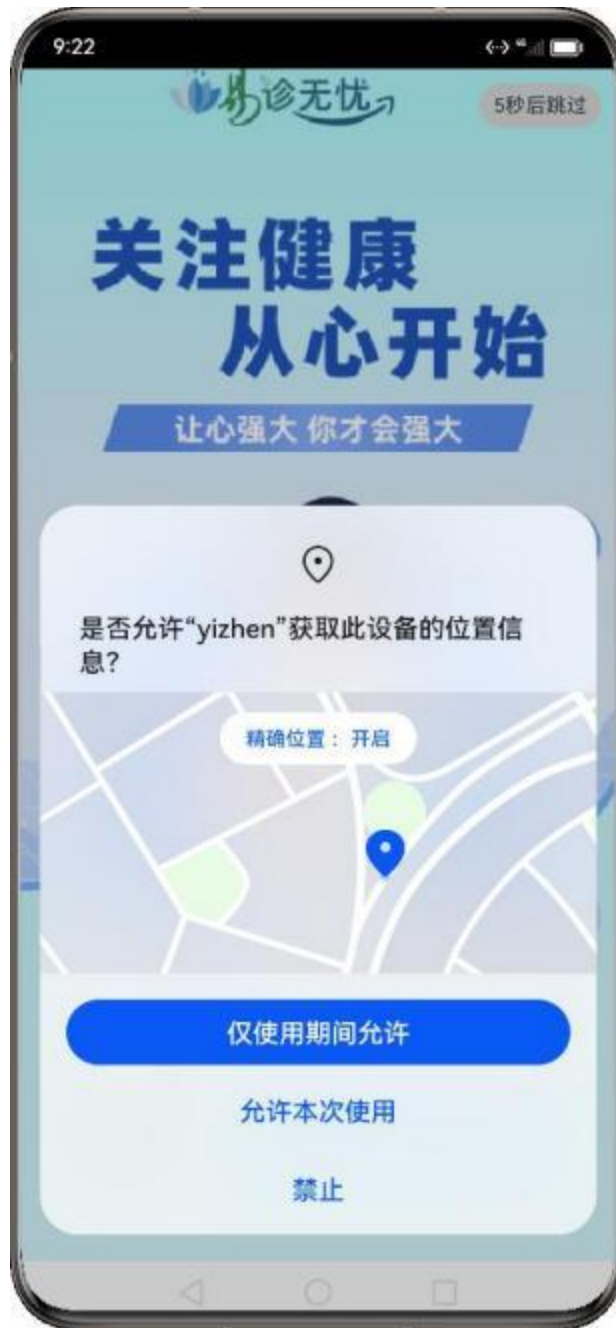 9:22
易诊无忧
5秒后跳过
关注健康
从心开始
让心强大 你才会强大
是否允许“yizhen”获取此设备的位置信
息?
精确位置：开启
仅使用期间允许
允许本次使用
禁止